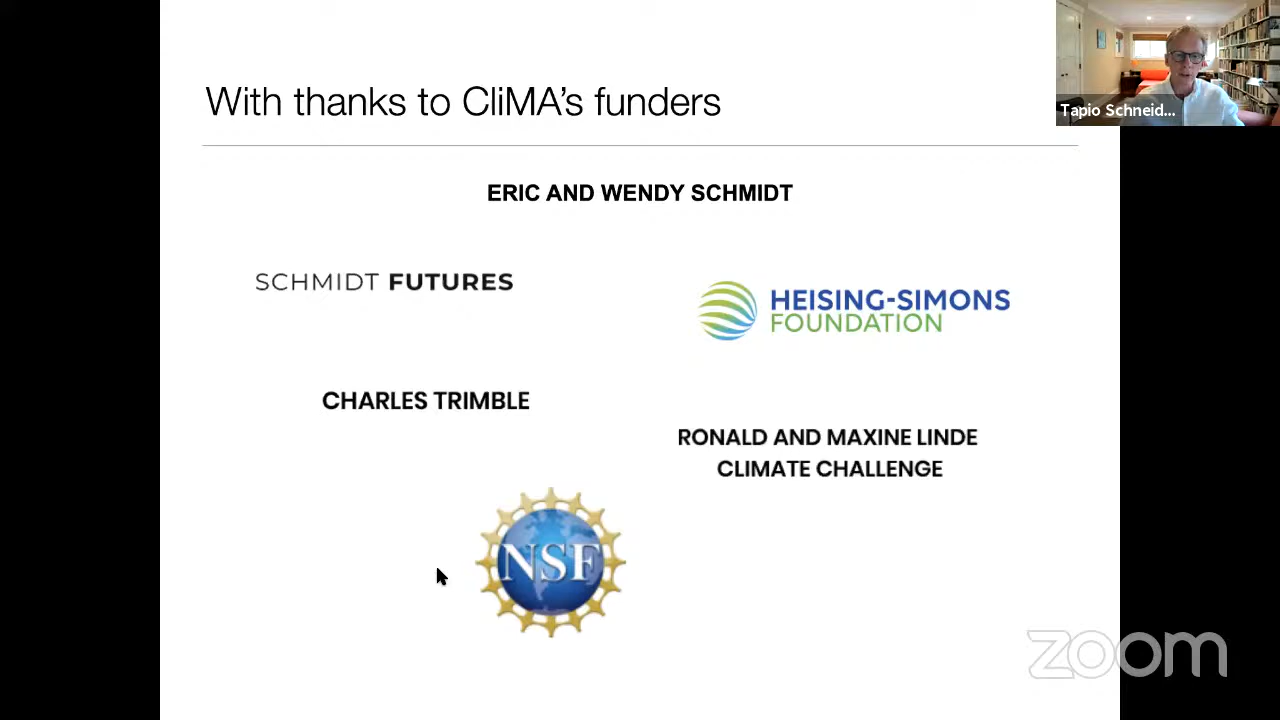 With thanks to CliMA's funders
Tapio Schneid...
ERIC AND WENDY SCHMIDT
SCHMIDT FUTURES
HEISING-SIMONS
FOUNDATION
CHARLES TRIMBLE
RONALD AND MAXINE LINDE
CLIMATE CHALLENGE
NSF
zoom